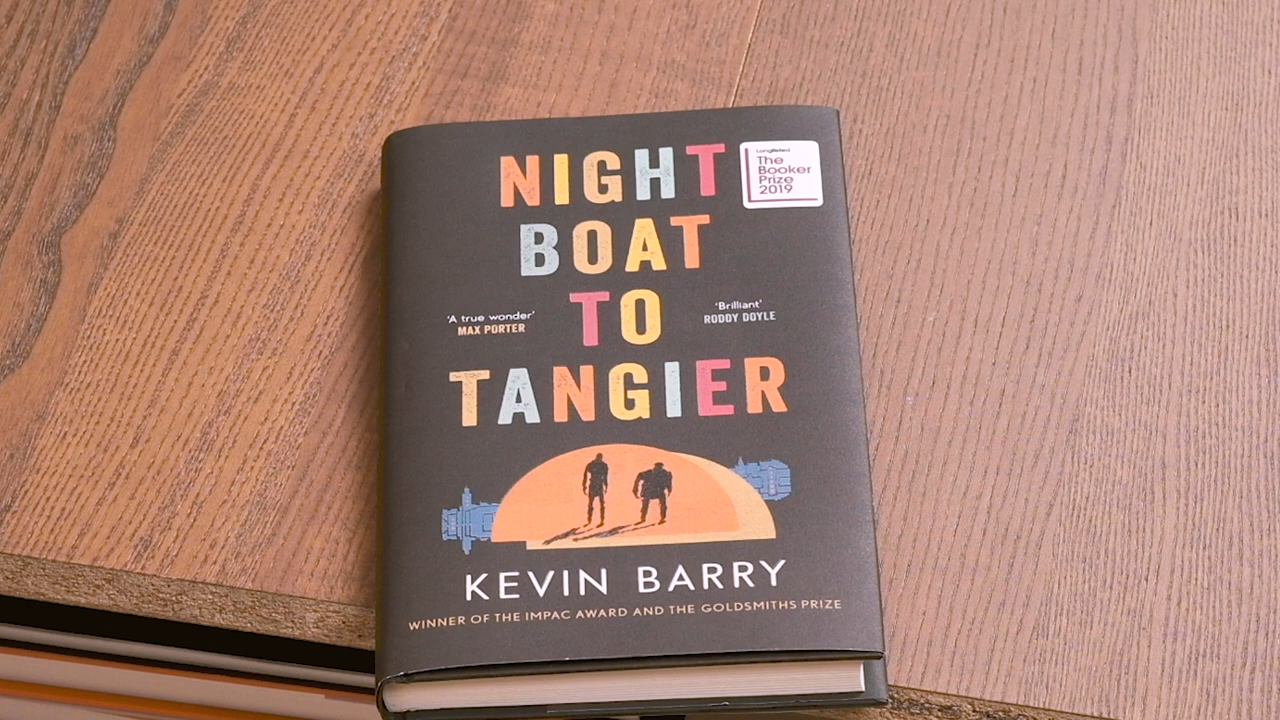 NIGHT
BOAT
TO
TANGIER
Longlisted
The
Booker
Prize
2019
'A true wonder'
MAX PORTER
'Brilliant'
RODDY DOYLE
KEVIN BARRY
WINNER OF THE IMPAC AWARD AND THE GOLDSMITHS PRIZE